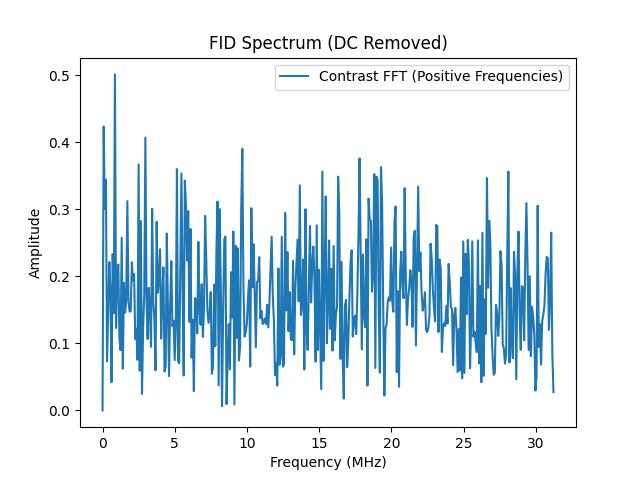 FID Spectrum (DC Removed)
Contrast FFT (Positive Frequencies)
0.5
0.4
0.3
0.2
0.1
0.0
Amplitude
0 5 10 15 20 25 30
Frequency (MHz)